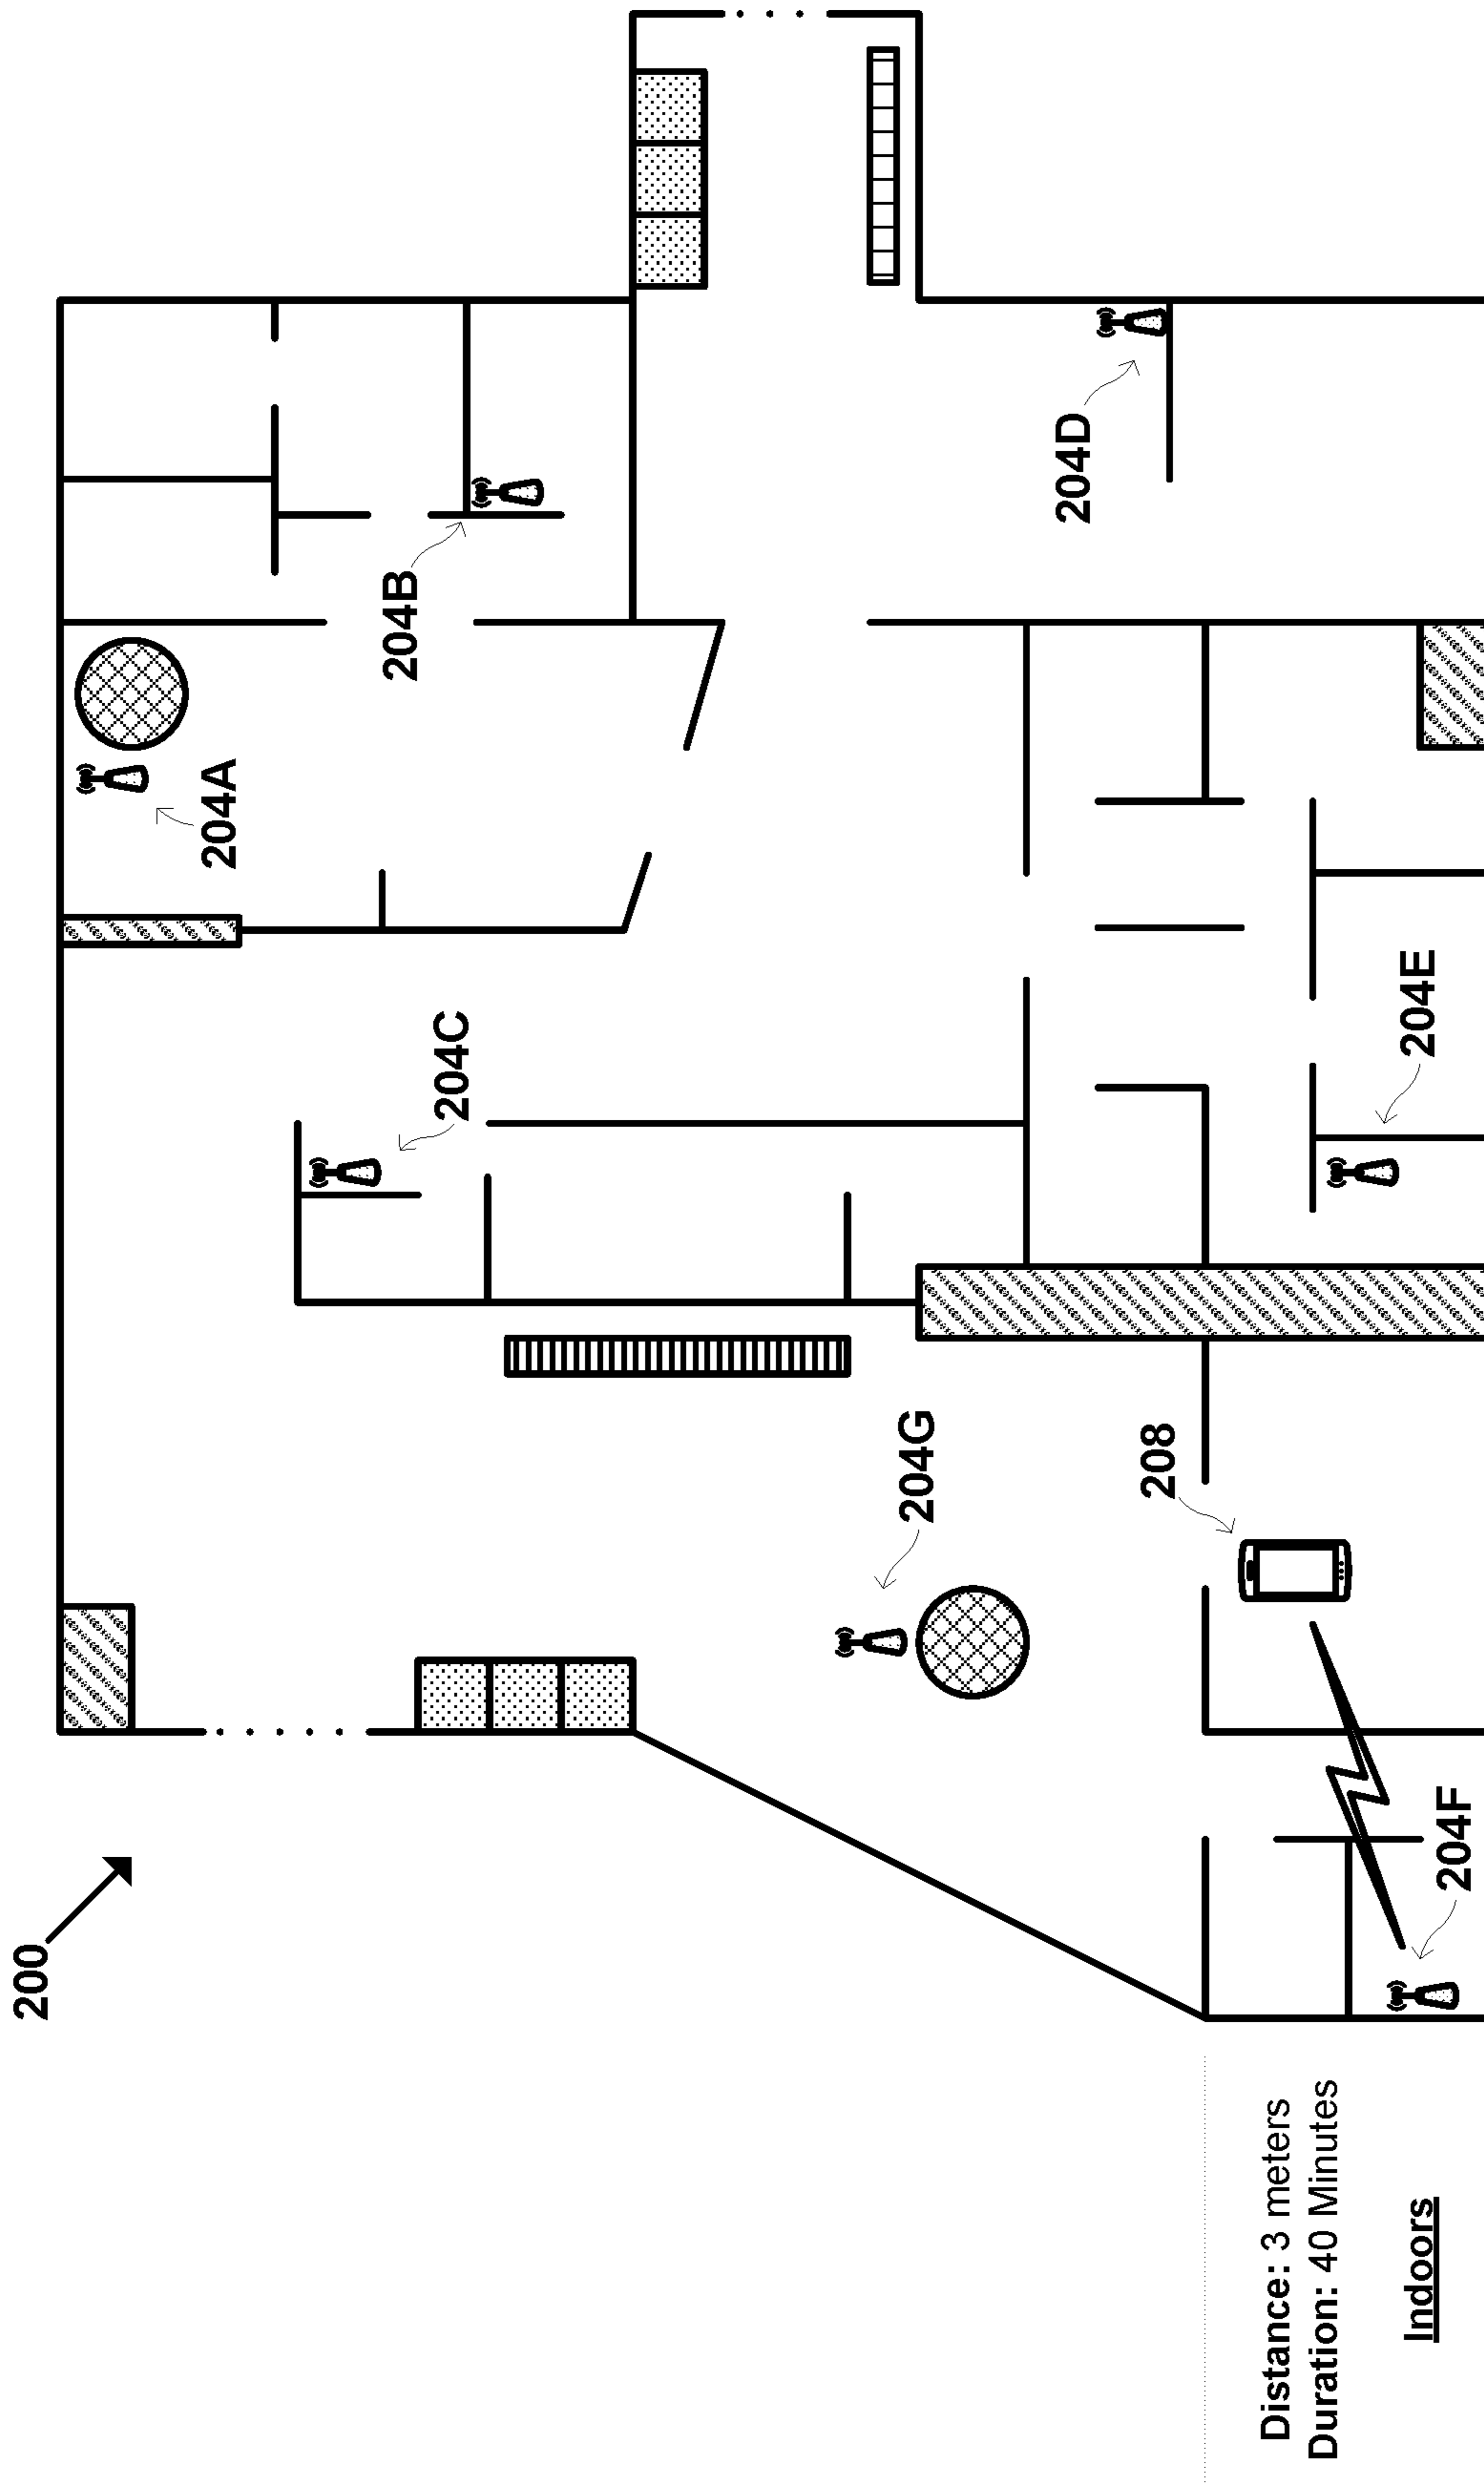 200
204A
204B
204C
204D
204E
204G
208
204F
Distance: 3 meters
Duration: 40 Minutes
Indoors